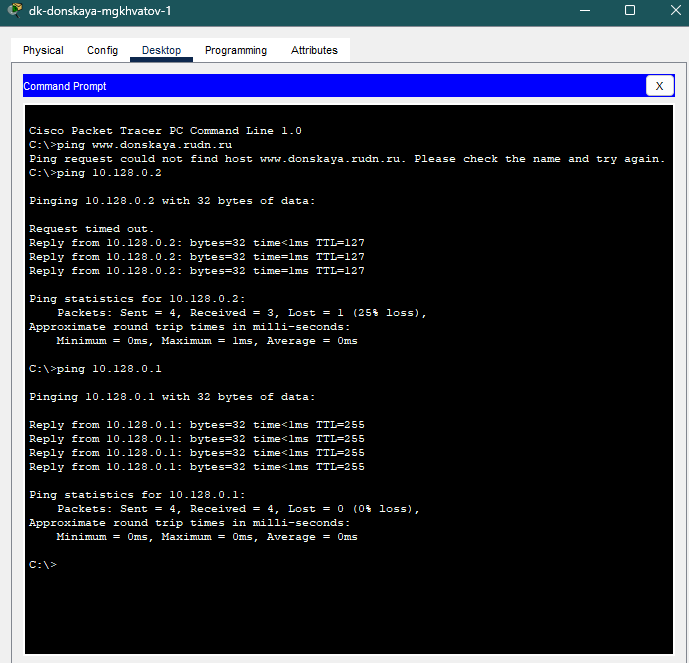 dk-donskaya-mgkhvatov-1
Physical Config Desktop Programming Attributes
Command Prompt X
Cisco Packet Tracer PC Command Line 1.0
C:\>ping www.donskaya.rudn.ru
Ping request could not find host www.donskaya.rudn.ru. Please check the name and try again.
C:\>ping 10.128.0.2
Pinging 10.128.0.2 with 32 bytes of data:
Request timed out.
Reply from 10.128.0.2: bytes=32 time<1ms TTL=127
Reply from 10.128.0.2: bytes=32 time=1ms TTL=127
Reply from 10.128.0.2: bytes=32 time=1ms TTL=127
Ping statistics for 10.128.0.2:
    Packets: Sent = 4, Received = 3, Lost = 1 (25% loss),
Approximate round trip times in milli-seconds:
    Minimum = 0ms, Maximum = 1ms, Average = 0ms
C:\>ping 10.128.0.1
Pinging 10.128.0.1 with 32 bytes of data:
Reply from 10.128.0.1: bytes=32 time<1ms TTL=255
Reply from 10.128.0.1: bytes=32 time<1ms TTL=255
Reply from 10.128.0.1: bytes=32 time<1ms TTL=255
Reply from 10.128.0.1: bytes=32 time<1ms TTL=255
Ping statistics for 10.128.0.1:
    Packets: Sent = 4, Received = 4, Lost = 0 (0% loss),
Approximate round trip times in milli-seconds:
    Minimum = 0ms, Maximum = 0ms, Average = 0ms
C:\>